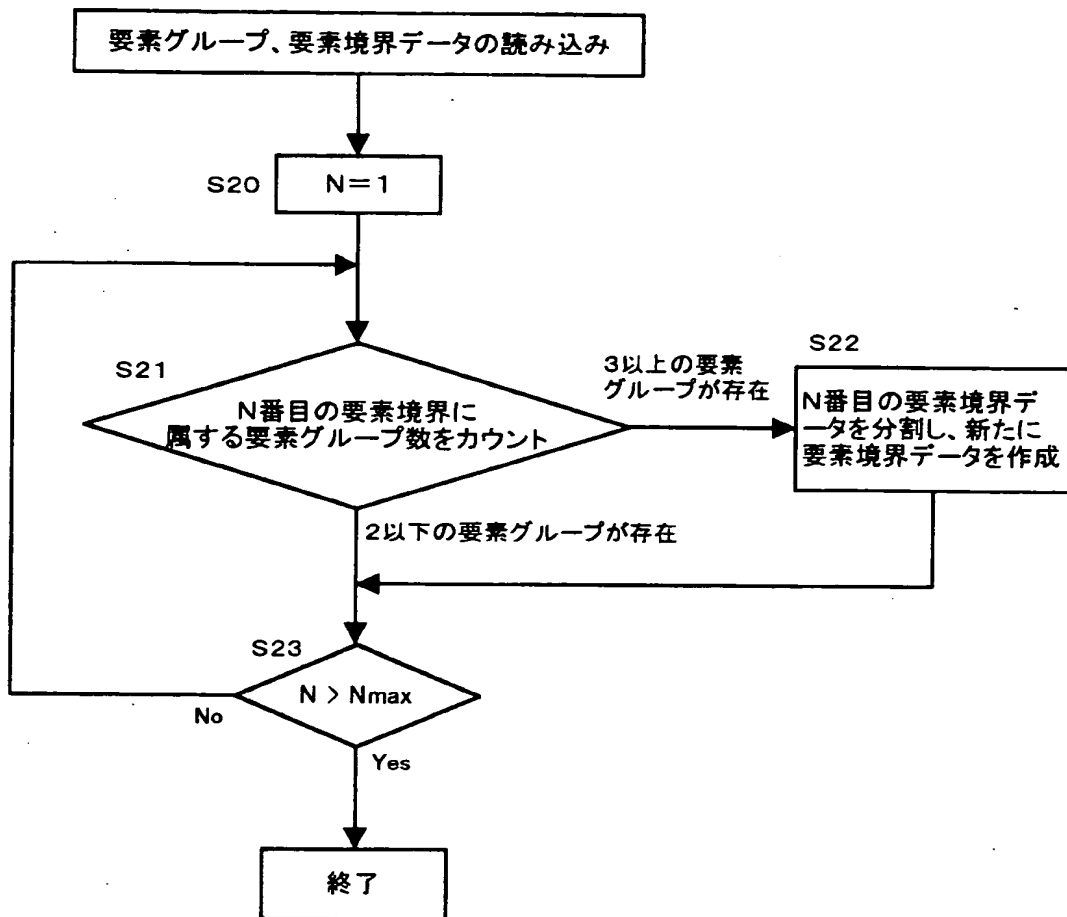 要素グループ、要素境界データの読み込み
S20
N=1
S21
N番目の要素境界に
属する要素グループ数をカウント
3以上の要素
グループが存在
S22
N番目の要素境界デ
ータを分割し、新たに
要素境界データを作成
2以下の要素グループが存在
S23
N > Nmax
No
Yes
終了